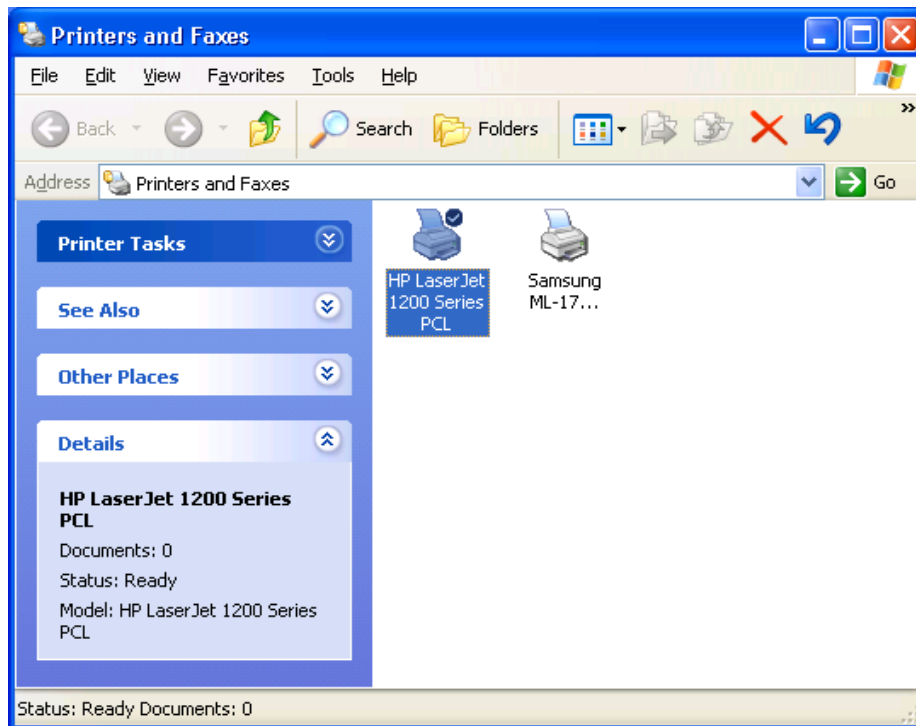 Printers and Faxes
File Edit View Favorites Tools Help
Back Search Folders »
Address Printers and Faxes Go
Printer Tasks
See Also
Other Places
Details
HP LaserJet 1200 Series
PCL
Documents: 0
Status: Ready
Model: HP LaserJet 1200 Series
PCL
HP LaserJet
1200 Series
PCL
Samsung
ML-17...
Status: Ready Documents: 0